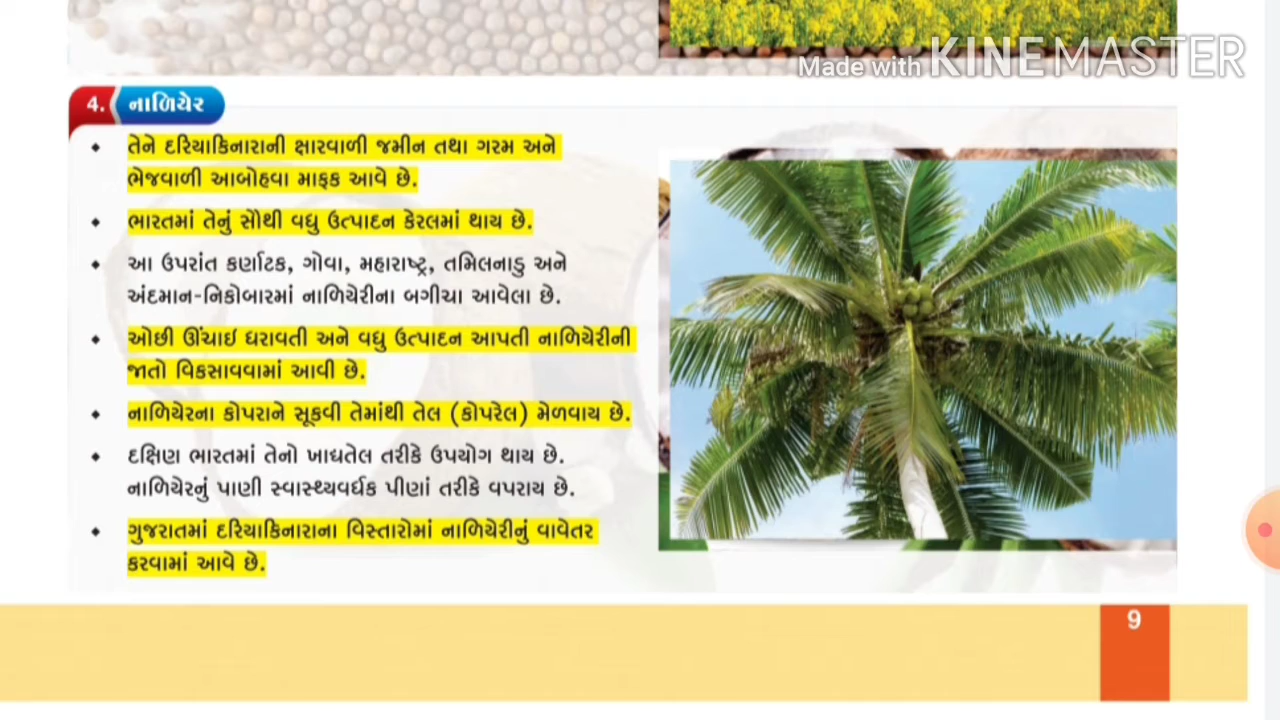 Made with KINEMASTER
4. નાળિયેર
તેને દરિયાકિનારાની ક્ષારવાળી જમીન તથા ગરમ અને
ભેજવાળી આબોહવા માફક આવે છે.
ભારતમાં તેનું સૌથી વધુ ઉત્પાદન કેરલમાં થાય છે.
આ ઉપરાંત કર્ણાટક, ગોવા, મહારાષ્ટ્ર, તમિલનાડુ અને
અંદમાન-નિકોબારમાં નાળિયેરીના બગીચા આવેલા છે.
ઓછી ઊંચાઇ ધરાવતી અને વધુ ઉત્પાદન આપતી નાળિયેરીની
જાતો વિકસાવવામાં આવી છે.
નાળિયેરના કોપરાને સૂકવી તેમાંથી તેલ (કોપરેલ) મેળવાય છે.
દક્ષિણ ભારતમાં તેનો ખાદ્યતેલ તરીકે ઉપયોગ થાય છે.
નાળિયેરનું પાણી સ્વાસ્થ્યવર્ધક પીણાં તરીકે વપરાય છે.
ગુજરાતમાં દરિયાકિનારાના વિસ્તારોમાં નાળિયેરીનું વાવેતર
કરવામાં આવે છે.
9